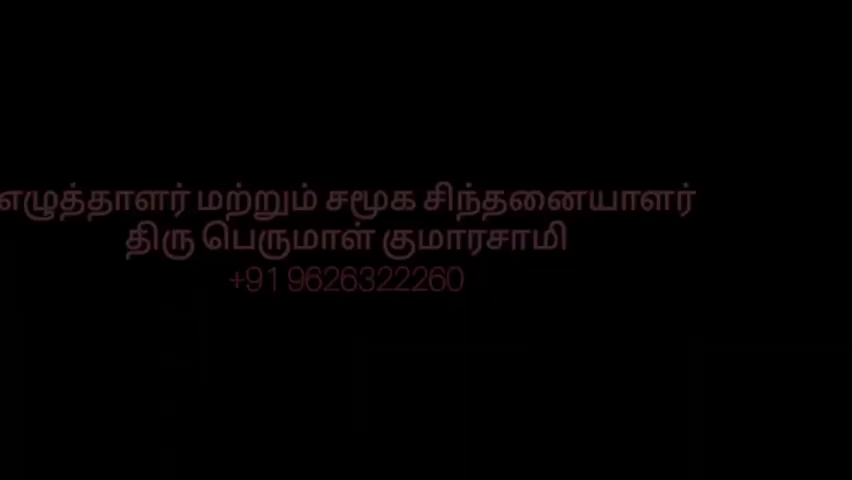 எழுத்தாளர் மற்றும் சமூக சிந்தனையாளர்
திரு பெருமாள் குமாரசாமி
+91 9626322260